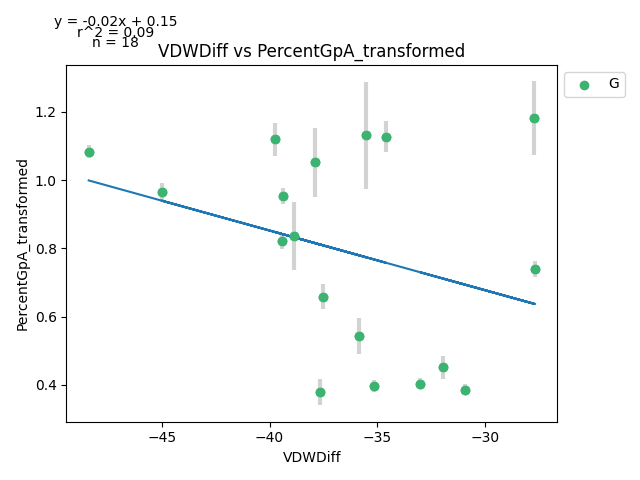 y = -0.02x + 0.15
r^2 = 0.09
n = 18
VDWDiff vs PercentGpA_transformed
G
1.2
1.0
0.8
0.6
0.4
PercentGpA_transformed
−45
−40
−35
−30
VDWDiff